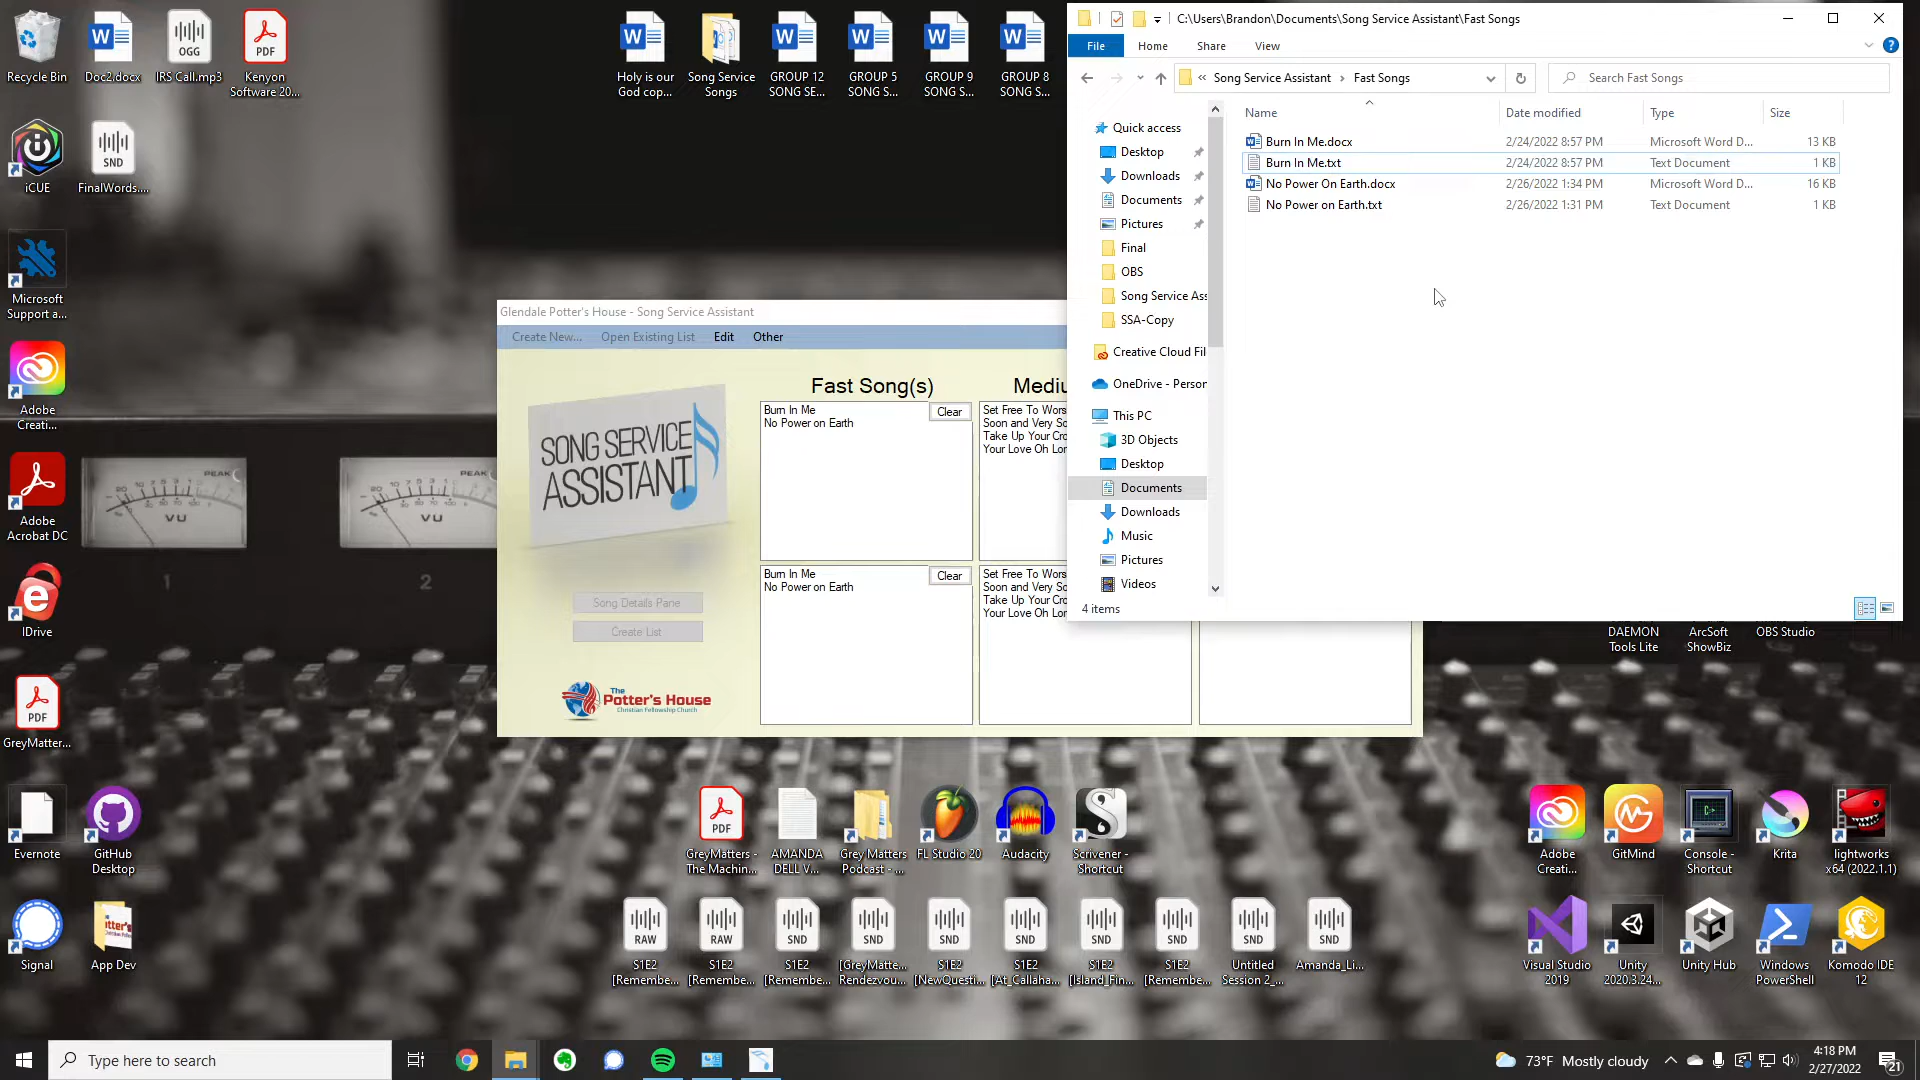 Recycle Bin
Doc2.docx
IRS Call.mp3
Kenyon
Software 20...
OGG
PDF
iCUE
FinalWords....
SND
Microsoft
Support a...
Adobe
Creati...
Adobe
Acrobat DC
IDrive
PDF
GreyMatter...
Evernote
GitHub
Desktop
Signal
App Dev
Holy is our
God cop...
Song Service
Songs
GROUP 12
SONG SE...
GROUP 5
SONG S...
GROUP 9
SONG S...
GROUP 8
SONG S...
C:\Users\Brandon\Documents\Song Service Assistant\Fast Songs
File
Home
Share
View
« Song Service Assistant › Fast Songs
Search Fast Songs
Quick access
Desktop
Downloads
Documents
Pictures
Final
OBS
Song Service Ass
SSA-Copy
Creative Cloud Fil
OneDrive - Person
This PC
3D Objects
Desktop
Documents
Downloads
Music
Pictures
Videos
Name Date modified Type Size
Burn In Me.docx 2/24/2022 8:57 PM Microsoft Word D... 13 KB
Burn In Me.txt 2/24/2022 8:57 PM Text Document 1 KB
No Power On Earth.docx 2/26/2022 1:34 PM Microsoft Word D... 16 KB
No Power on Earth.txt 2/26/2022 1:31 PM Text Document 1 KB
4 items
Glendale Potter's House - Song Service Assistant
Create New...
Open Existing List
Edit
Other
SONG SERVICE
ASSISTANT
Song Details Pane
Create List
The
Potter's House
Christian Fellowship Church
Fast Song(s)
Burn In Me
No Power on Earth
Clear
Burn In Me
No Power on Earth
Clear
Mediu
Set Free To Wors
Soon and Very So
Take Up Your Cro
Your Love Oh Lor
Set Free To Wors
Soon and Very So
Take Up Your Cro
Your Love Oh Lor
PEAK
VU
1
PEAK
VU
2
DAEMON
Tools Lite
ArcSoft
ShowBiz
OBS Studio
PDF
GreyMatters -
The Machin...
AMANDA
DELL V...
Grey Matters
Podcast - ...
FL Studio 20
Audacity
Scrivener -
Shortcut
RAW
S1E2
[Remembe...
RAW
S1E2
[Remembe...
SND
S1E2
[Remembe...
SND
[GreyMatte...
Rendezvou...
SND
S1E2
[NewQuesti...
SND
S1E2
[At_Callaha...
SND
S1E2
[Island_Fin...
SND
S1E2
[Remembe...
SND
Untitled
Session 2_...
SND
Amanda_Li...
Adobe
Creati...
GitMind
Console -
Shortcut
Krita
lightworks
x64 (2022.1.1)
Visual Studio
2019
Unity
2020.3.24...
Unity Hub
Windows
PowerShell
Komodo IDE
12
Type here to search
73°F Mostly cloudy
4:18 PM
2/27/2022
21